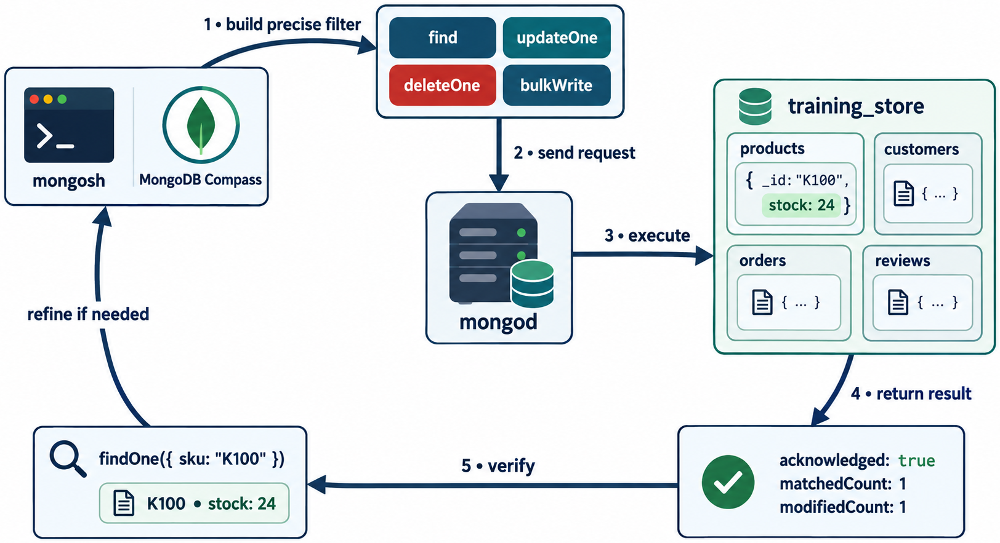 1 • build precise filter
find
updateOne
deleteOne
bulkWrite
>_
mongosh
MongoDB Compass
2 • send request
mongod
3 • execute
training_store
products
{ _id: "K100",
stock: 24 }
customers
{ ... }
orders
{ ... }
reviews
{ ... }
4 • return result
acknowledged: true
matchedCount: 1
modifiedCount: 1
5 • verify
findOne({ sku: "K100" })
K100 • stock: 24
refine if needed